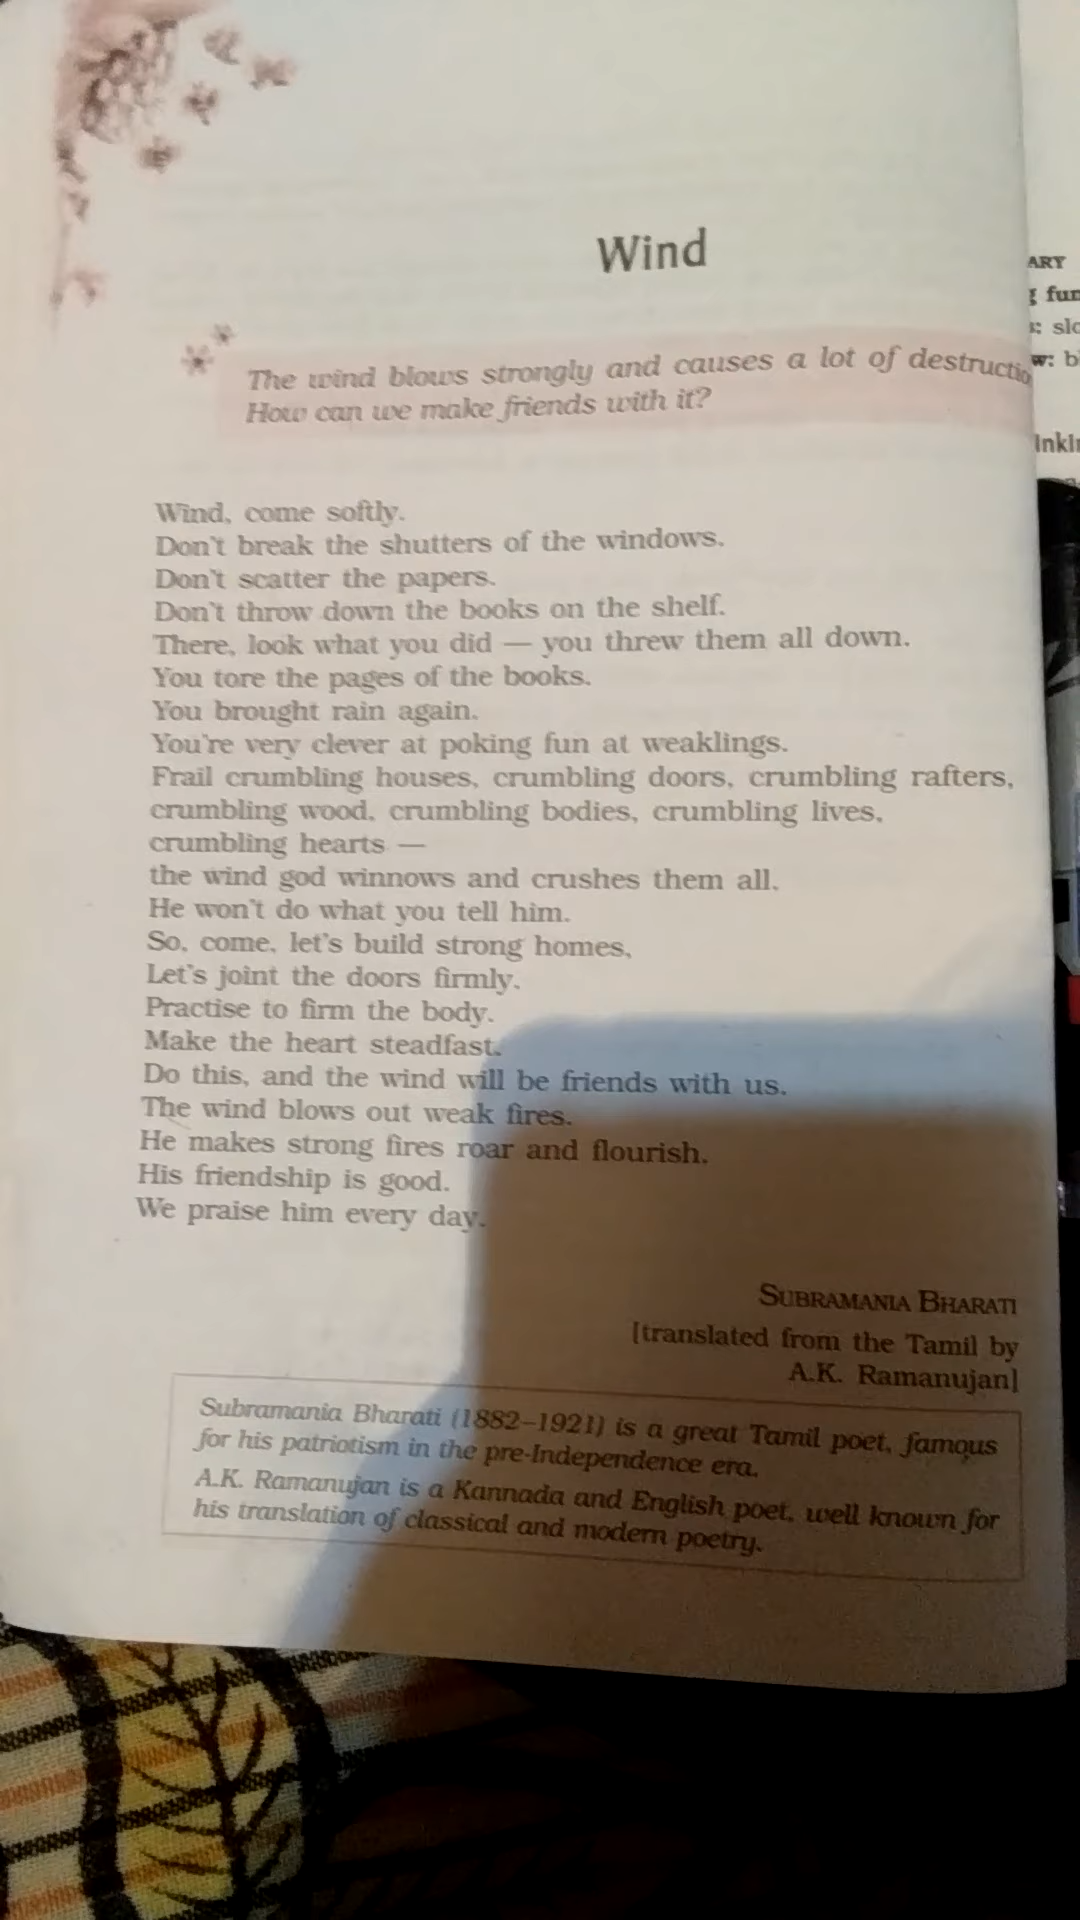 Wind
The wind blows strongly and causes a lot of destructio
How can we make friends with it?
Wind, come softly.
Don't break the shutters of the windows.
Don't scatter the papers.
Don't throw down the books on the shelf.
There, look what you did — you threw them all down.
You tore the pages of the books.
You brought rain again.
You're very clever at poking fun at weaklings.
Frail crumbling houses, crumbling doors, crumbling rafters,
crumbling wood, crumbling bodies, crumbling lives,
crumbling hearts —
the wind god winnows and crushes them all.
He won't do what you tell him.
So, come, let's build strong homes,
Let's joint the doors firmly.
Practise to firm the body.
Make the heart steadfast.
Do this, and the wind will be friends with us.
The wind blows out weak fires.
He makes strong fires roar and flourish.
His friendship is good.
We praise him every day.
SUBRAMANIA BHARATI
[translated from the Tamil by
A.K. Ramanujan]
Subramania Bharati (1882–1921) is a great Tamil poet, famous
for his patriotism in the pre-Independence era.
A.K. Ramanujan is a Kannada and English poet, well known for
his translation of classical and modern poetry.
ARY
g fun
s: slo
w: b
inkin